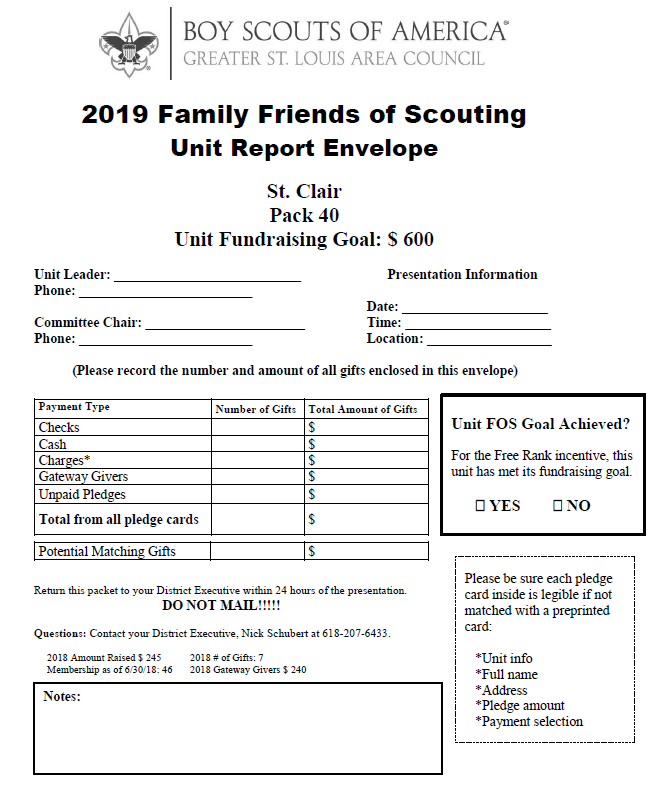 BOY SCOUTS OF AMERICA®
GREATER ST. LOUIS AREA COUNCIL
2019 Family Friends of Scouting
Unit Report Envelope
St. Clair
Pack 40
Unit Fundraising Goal: $ 600
Unit Leader: ____________________________
Phone: __________________________
Committee Chair: ________________________
Phone: __________________________
Presentation Information
Date: ______________________
Time: ______________________
Location: ___________________
(Please record the number and amount of all gifts enclosed in this envelope)
Payment Type Number of Gifts Total Amount of Gifts
Checks $
Cash $
Charges* $
Gateway Givers $
Unpaid Pledges $
Total from all pledge cards $
Potential Matching Gifts $
Unit FOS Goal Achieved?
For the Free Rank incentive, this
unit has met its fundraising goal.
☐ YES ☐ NO
Return this packet to your District Executive within 24 hours of the presentation.
DO NOT MAIL!!!!!
Questions: Contact your District Executive, Nick Schubert at 618-207-6433.
2018 Amount Raised $ 245 2018 # of Gifts: 7
Membership as of 6/30/18: 46 2018 Gateway Givers $ 240
Notes:
Please be sure each pledge
card inside is legible if not
matched with a preprinted
card:
*Unit info
*Full name
*Address
*Pledge amount
*Payment selection